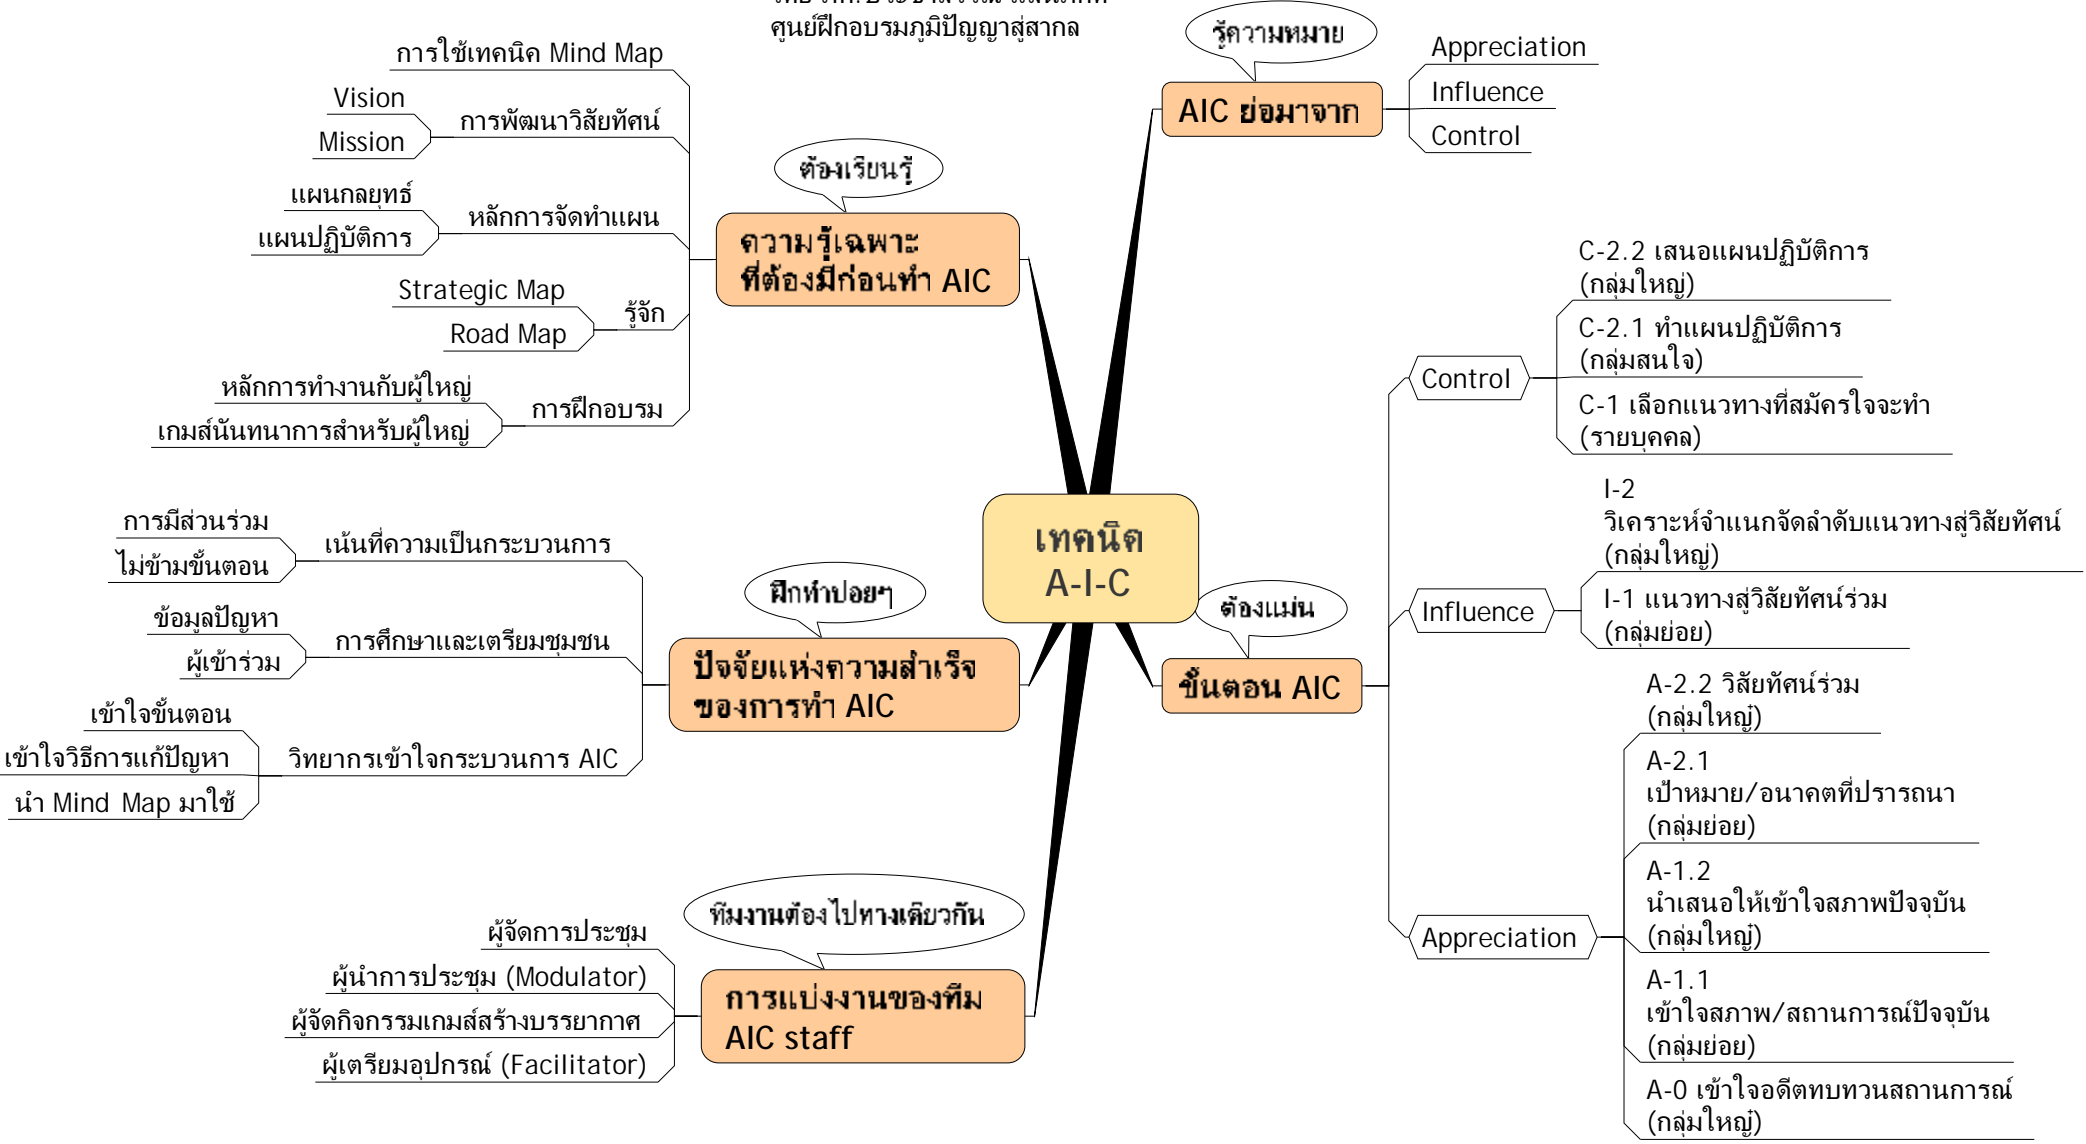 ศูนย์ฝึกอบรมภูมิปัญญาสู่สากล
รู้ความหมาย
AIC ย่อมาจาก
Appreciation
Influence
Control
การใช้เทคนิค Mind Map
Vision
Mission
การพัฒนาวิสัยทัศน์
แผนกลยุทธ์
แผนปฏิบัติการ
หลักการจัดทำแผน
Strategic Map
Road Map
รู้จัก
หลักการทำงานกับผู้ใหญ่
เกมส์นันทนาการสำหรับผู้ใหญ่
การฝึกอบรม
ต้องเรียนรู้
ความรู้เฉพาะ
ที่ต้องมีก่อนทำ AIC
เทคนิค
A-I-C
การมีส่วนร่วม
ไม่ข้ามขั้นตอน
เน้นที่ความเป็นกระบวนการ
ข้อมูลปัญหา
ผู้เข้าร่วม
การศึกษาและเตรียมชุมชน
เข้าใจขั้นตอน
เข้าใจวิธีการแก้ปัญหา
นำ Mind Map มาใช้
วิทยากรเข้าใจกระบวนการ AIC
ฝึกทำบ่อยๆ
ปัจจัยแห่งความสำเร็จ
ของการทำ AIC
ต้องแม่น
ขั้นตอน AIC
Control
C-2.2 เสนอแผนปฏิบัติการ
(กลุ่มใหญ่)
C-2.1 ทำแผนปฏิบัติการ
(กลุ่มสนใจ)
C-1 เลือกแนวทางที่สมัครใจจะทำ
(รายบุคคล)
Influence
I-2
วิเคราะห์จำแนกจัดลำดับแนวทางสู่วิสัยทัศน์
(กลุ่มใหญ่)
I-1 แนวทางสู่วิสัยทัศน์ร่วม
(กลุ่มย่อย)
Appreciation
A-2.2 วิสัยทัศน์ร่วม
(กลุ่มใหญ่)
A-2.1
เป้าหมาย/อนาคตที่ปรารถนา
(กลุ่มย่อย)
A-1.2
นำเสนอให้เข้าใจสภาพปัจจุบัน
(กลุ่มใหญ่)
A-1.1
เข้าใจสภาพ/สถานการณ์ปัจจุบัน
(กลุ่มย่อย)
A-0 เข้าใจอดีตทบทวนสถานการณ์
(กลุ่มใหญ่)
ทีมงานต้องไปทางเดียวกัน
การแบ่งงานของทีม
AIC staff
ผู้จัดการประชุม
ผู้นำการประชุม (Modulator)
ผู้จัดกิจกรรมเกมส์สร้างบรรยากาศ
ผู้เตรียมอุปกรณ์ (Facilitator)